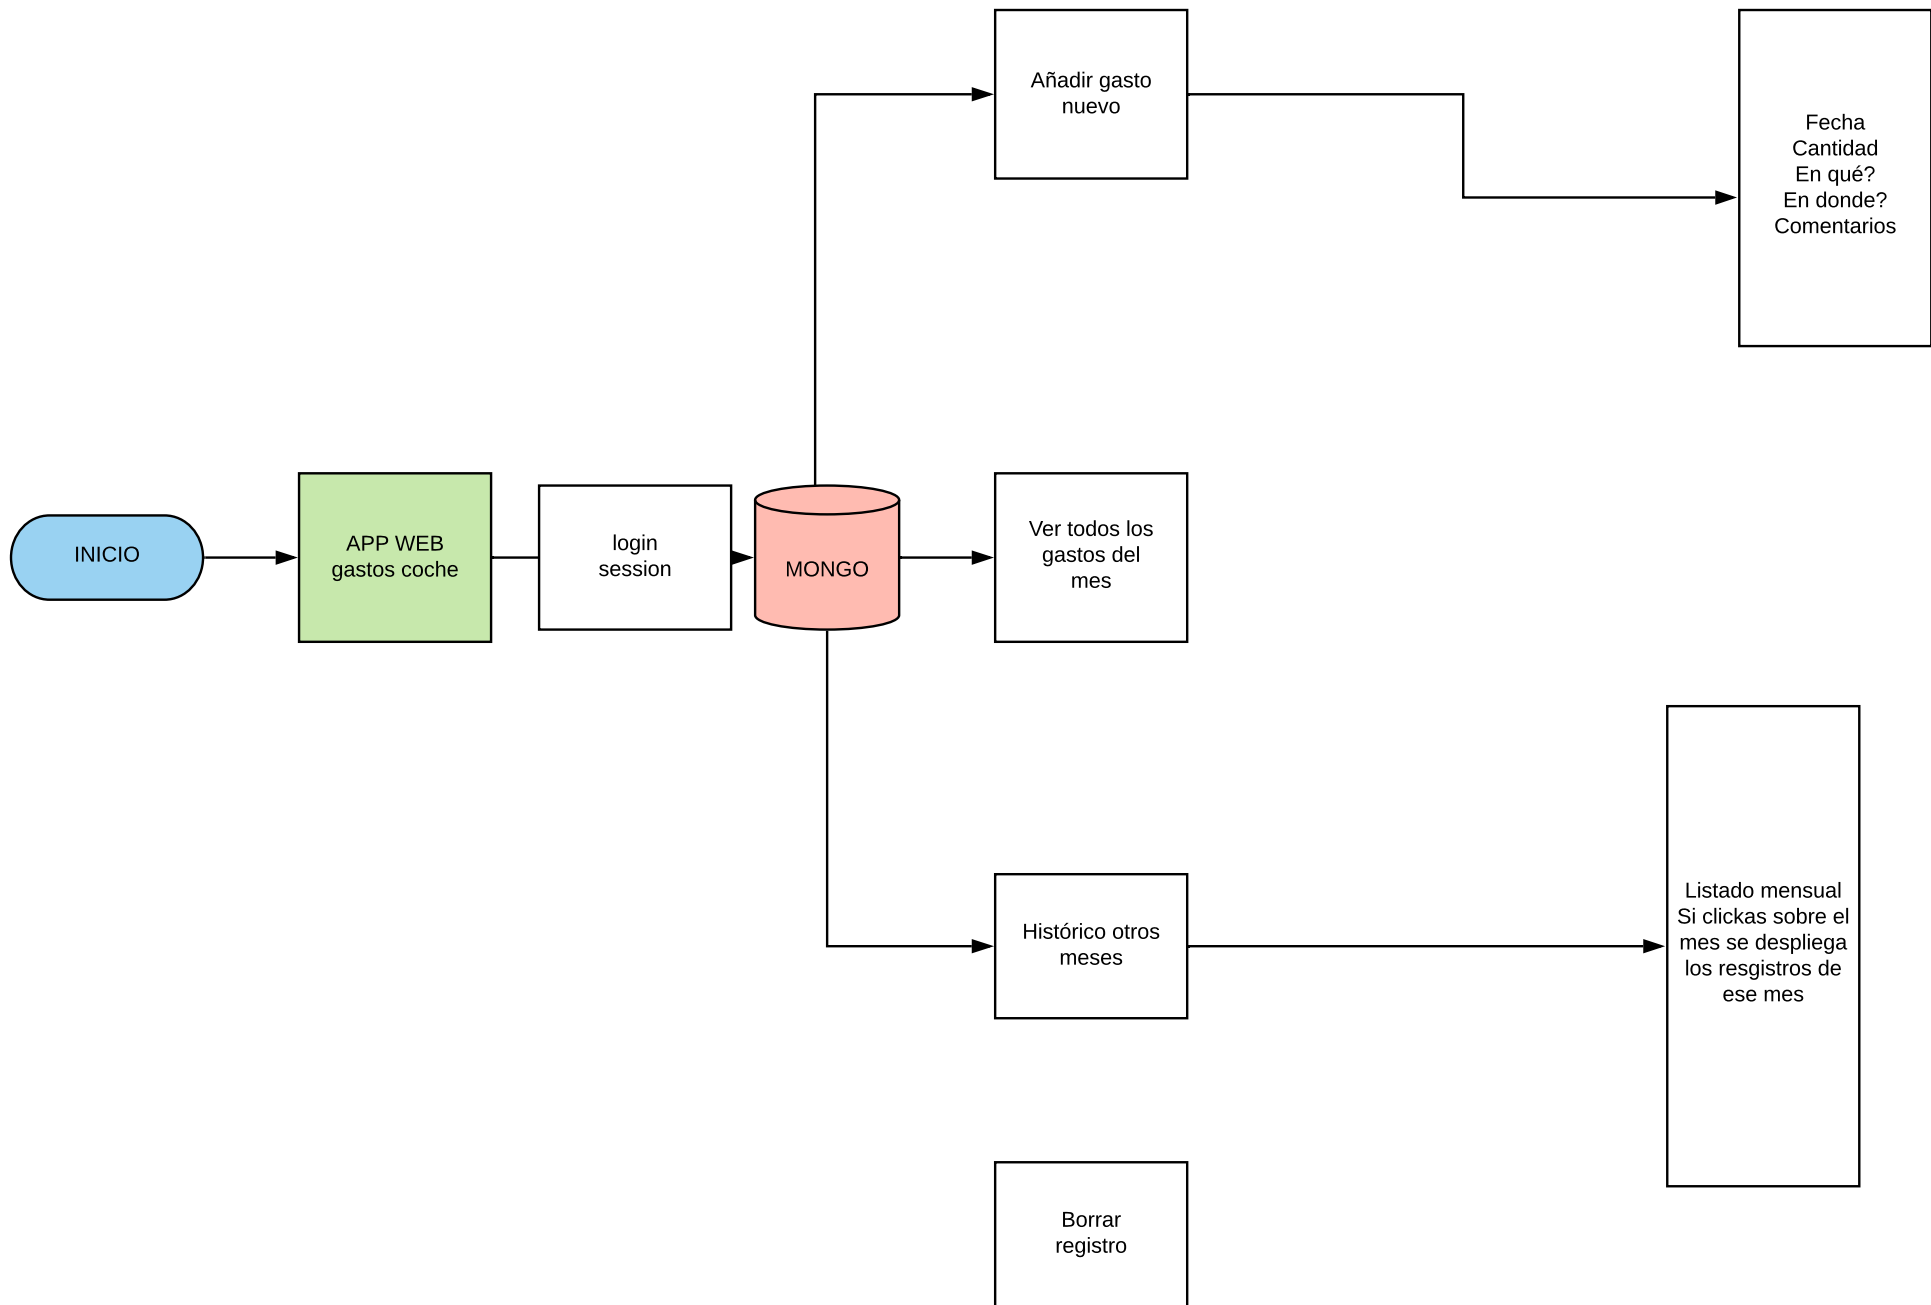 Añadir gasto
nuevo
Fecha
Cantidad
En qué?
En donde?
Comentarios
INICIO
APP WEB
gastos coche
login
session
MONGO
Ver todos los
gastos del
mes
Histórico otros
meses
Listado mensual
Si clickas sobre el
mes se despliega
los resgistros de
ese mes
Borrar
registro